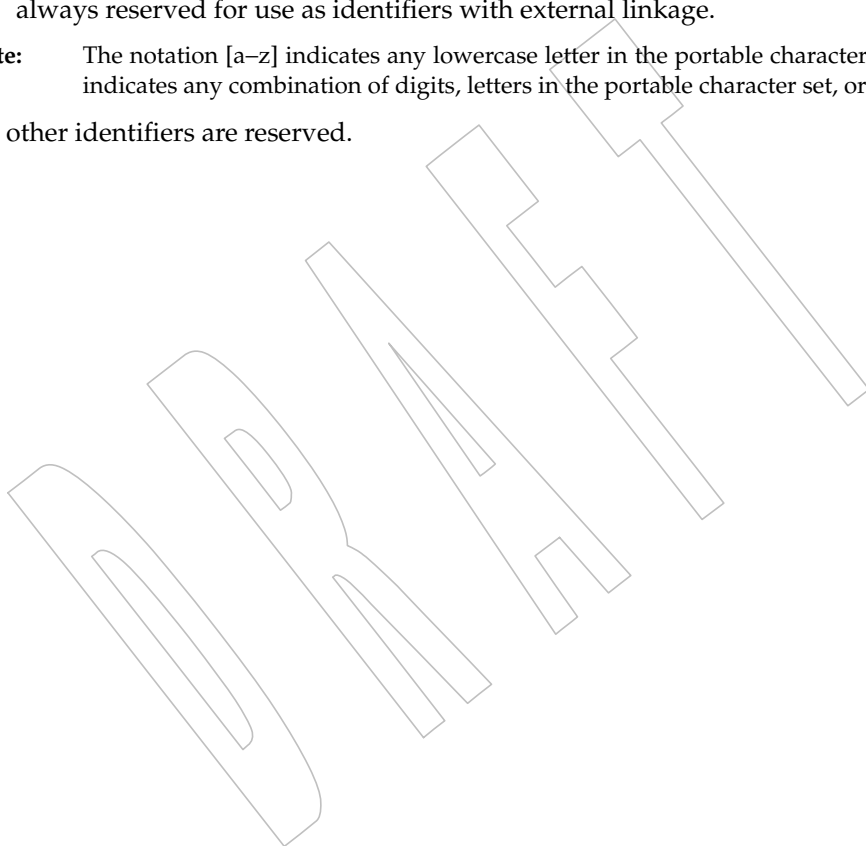 always reserved for use as identifiers with external linkage.
te: The notation [a–z] indicates any lowercase letter in the portable character
indicates any combination of digits, letters in the portable character set, or
other identifiers are reserved.
DRAFT